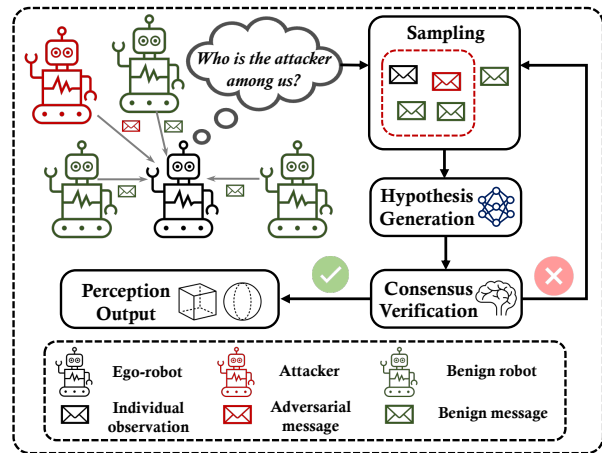 Sampling
Who is the attacker
among us?
Hypothesis
Generation
Perception
Output
Consensus
Verification
Ego-robot
Attacker
Benign robot
Individual
observation
Adversarial
message
Benign message